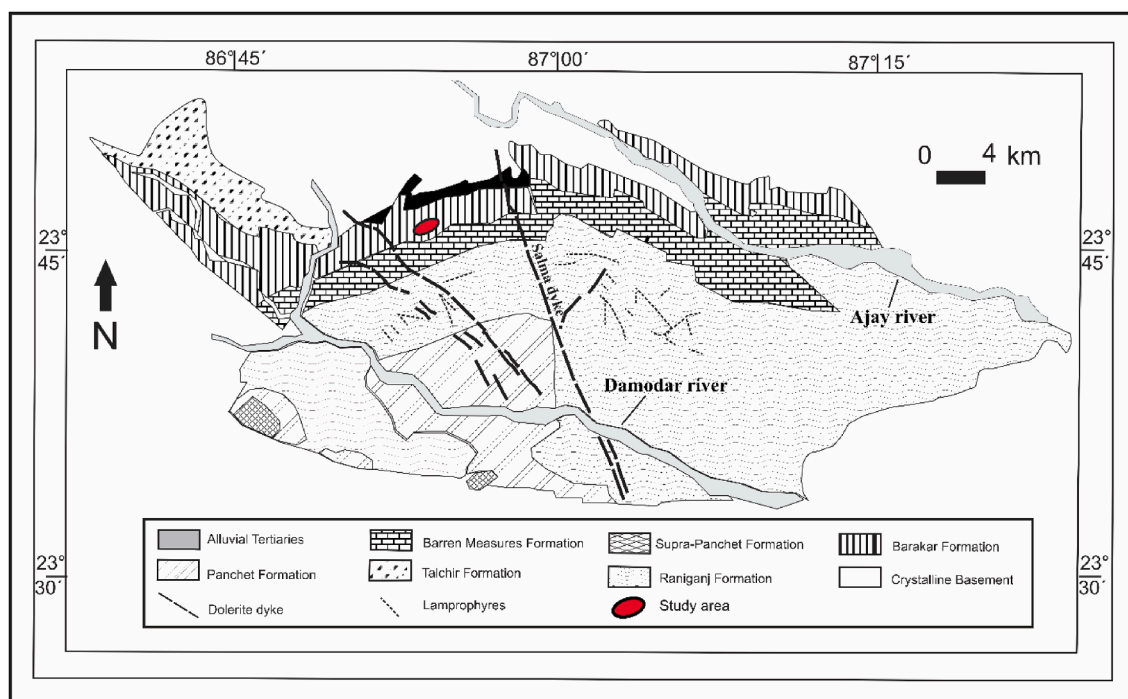 86°45´ 87°00´ 87°15´
0 4 km
23°
45´
23°
45´
N
Salma dyke
Ajay river
Damodar river
23°
30´
23°
30´
Alluvial Tertiaries
Barren Measures Formation
Supra-Panchet Formation
Barakar Formation
Panchet Formation
Talchir Formation
Raniganj Formation
Crystalline Basement
Dolerite dyke
Lamprophyres
Study area